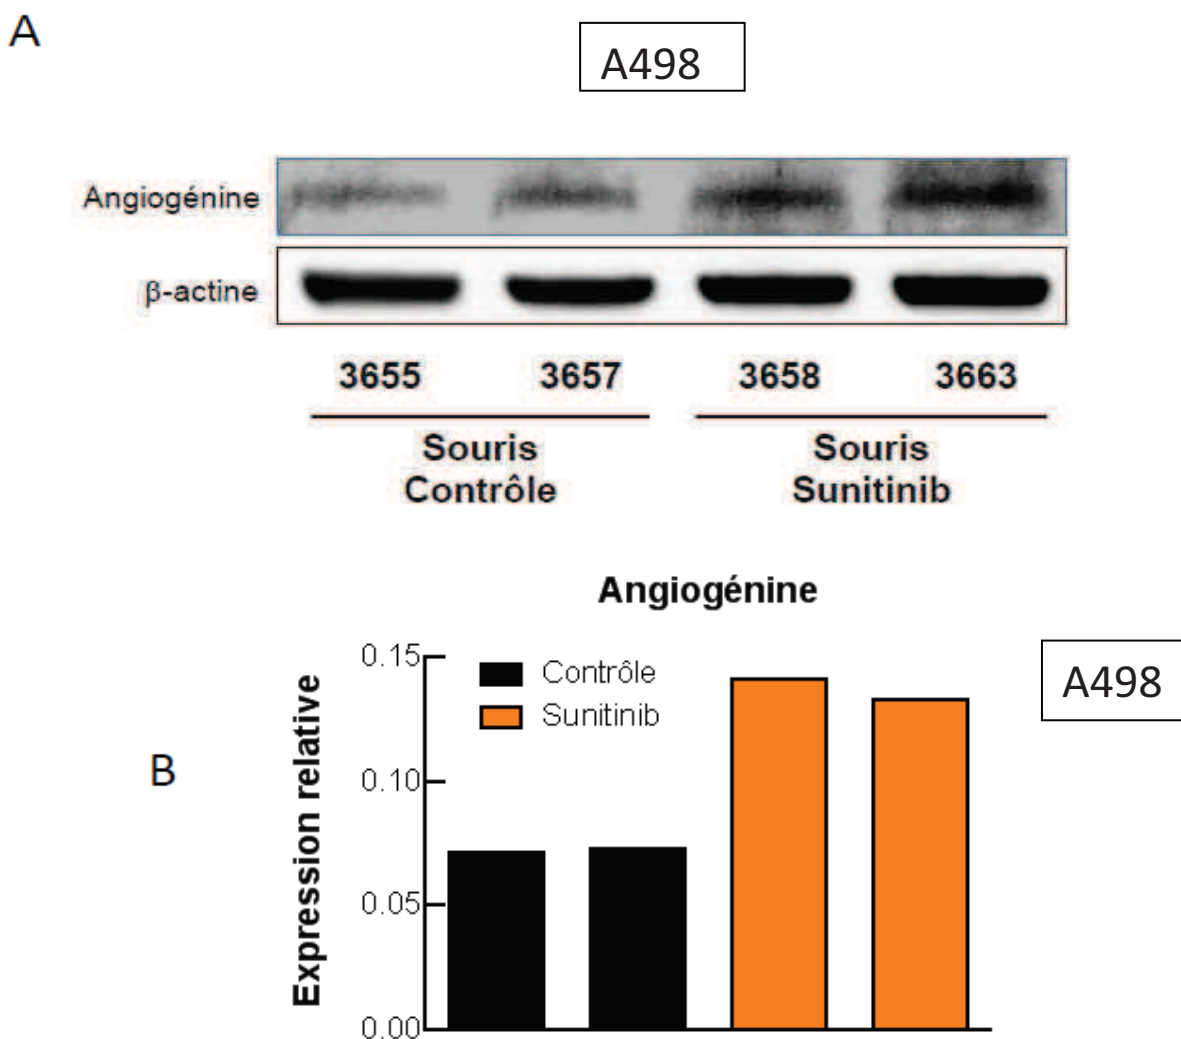 A
A498
Angiogénine
β-actine
3655 3657 3658 3663
Souris Souris
Contrôle Sunitinib
Angiogénine
A498
B
Expression relative
0.15
0.10
0.05
0.00
Contrôle
Sunitinib